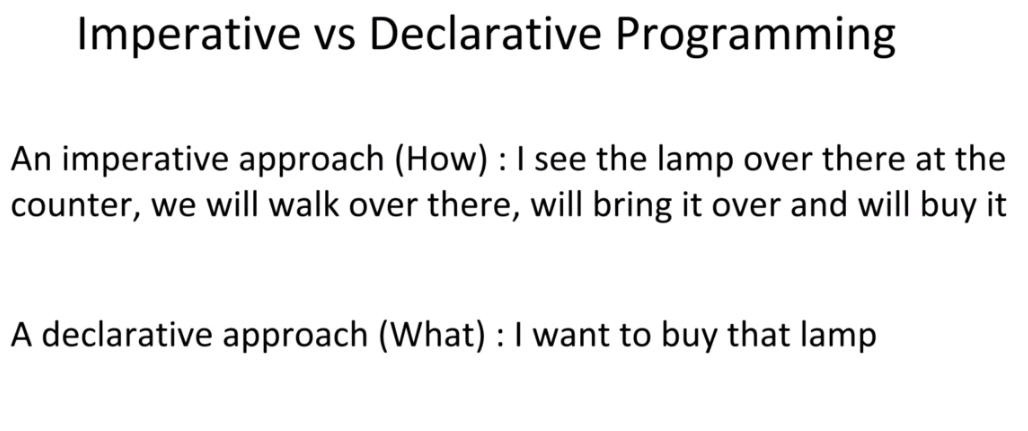 Imperative vs Declarative Programming
An imperative approach (How) : I see the lamp over there at the
counter, we will walk over there, will bring it over and will buy it
A declarative approach (What) : I want to buy that lamp